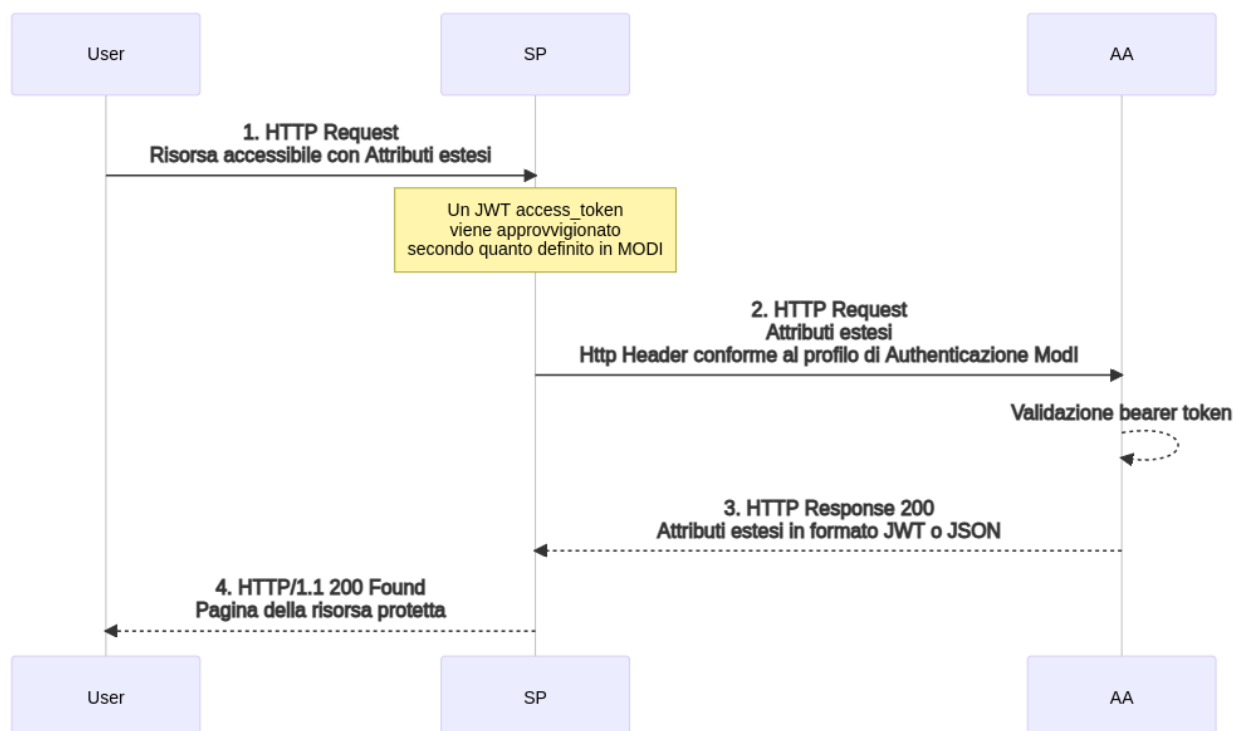 User
SP
AA
1. HTTP Request
Risorsa accessibile con Attributi estesi
Un JWT access_token
viene approvvigionato
secondo quanto definito in MODI
2. HTTP Request
Attributi estesi
Http Header conforme al profilo di Authenticazione ModI
Validazione bearer token
3. HTTP Response 200
Attributi estesi in formato JWT o JSON
4. HTTP/1.1 200 Found
Pagina della risorsa protetta
User
SP
AA